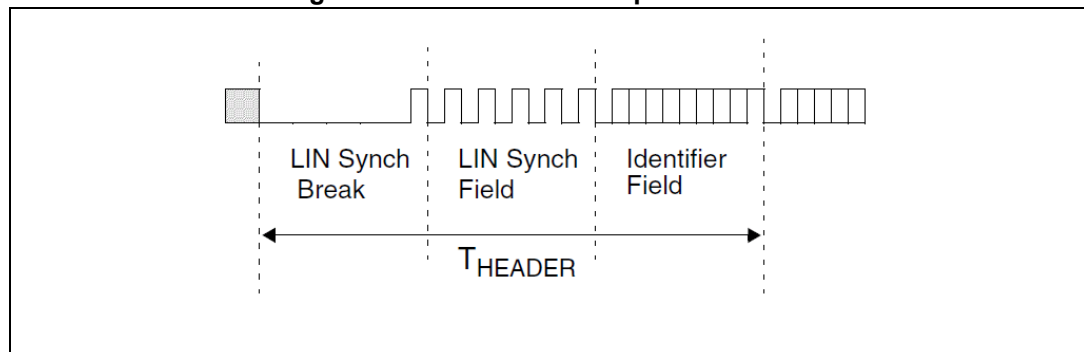 LIN Synch
Break
LIN Synch
Field
Identifier
Field
THEADER